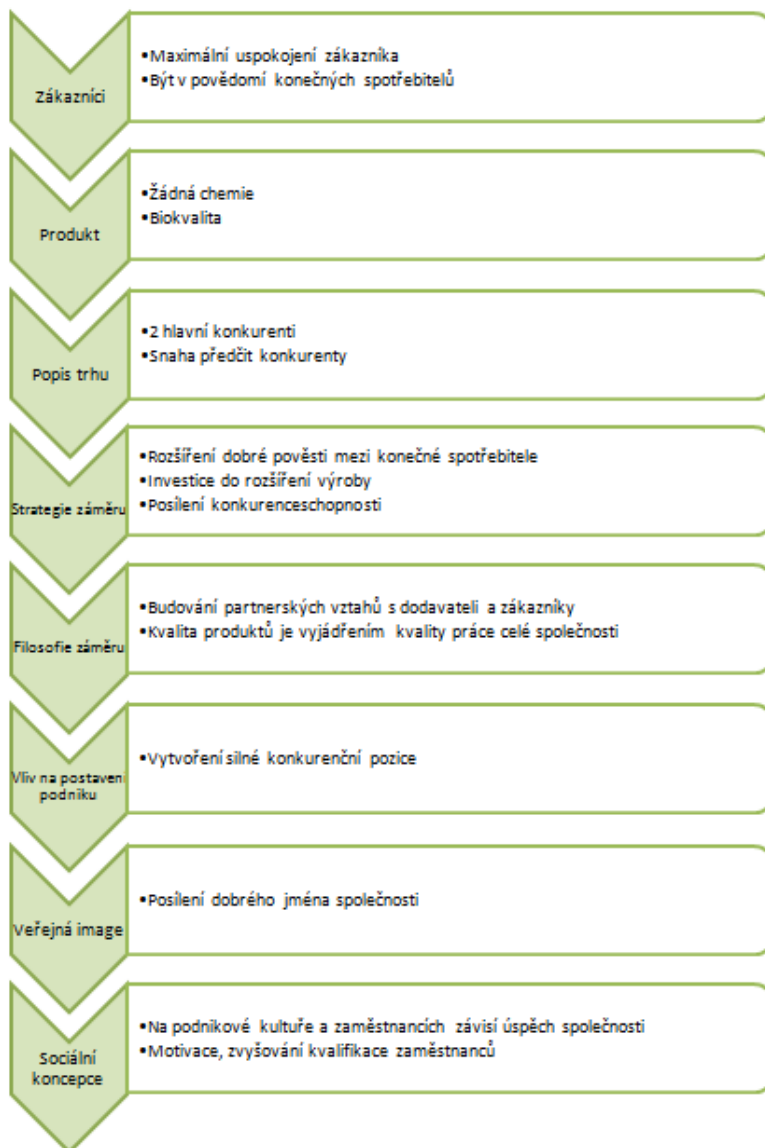 Zákazníci
•Maximální uspokojení zákazníka
•Být v povědomí konečných spotřebitelů
Produkt
•Žádná chemie
•Biokvalita
Popis trhu
•2 hlavní konkurenti
•Snaha předčit konkurenty
Strategie záměru
•Rozšíření dobré pověsti mezi konečné spotřebitele
•Investice do rozšíření výroby
•Posílení konkurenceschopnosti
Filosofie záměru
•Budování partnerských vztahů s dodavateli a zákazníky
•Kvalita produktů je vyjádřením kvality práce celé společnosti
Vliv na postavení
podniku
•Vytvoření silné konkurenční pozice
Veřejná image
•Posílení dobrého jména společnosti
Sociální
koncepce
•Na podnikové kultuře a zaměstnancích závisí úspěch společnosti
•Motivace, zvyšování kvalifikace zaměstnanců